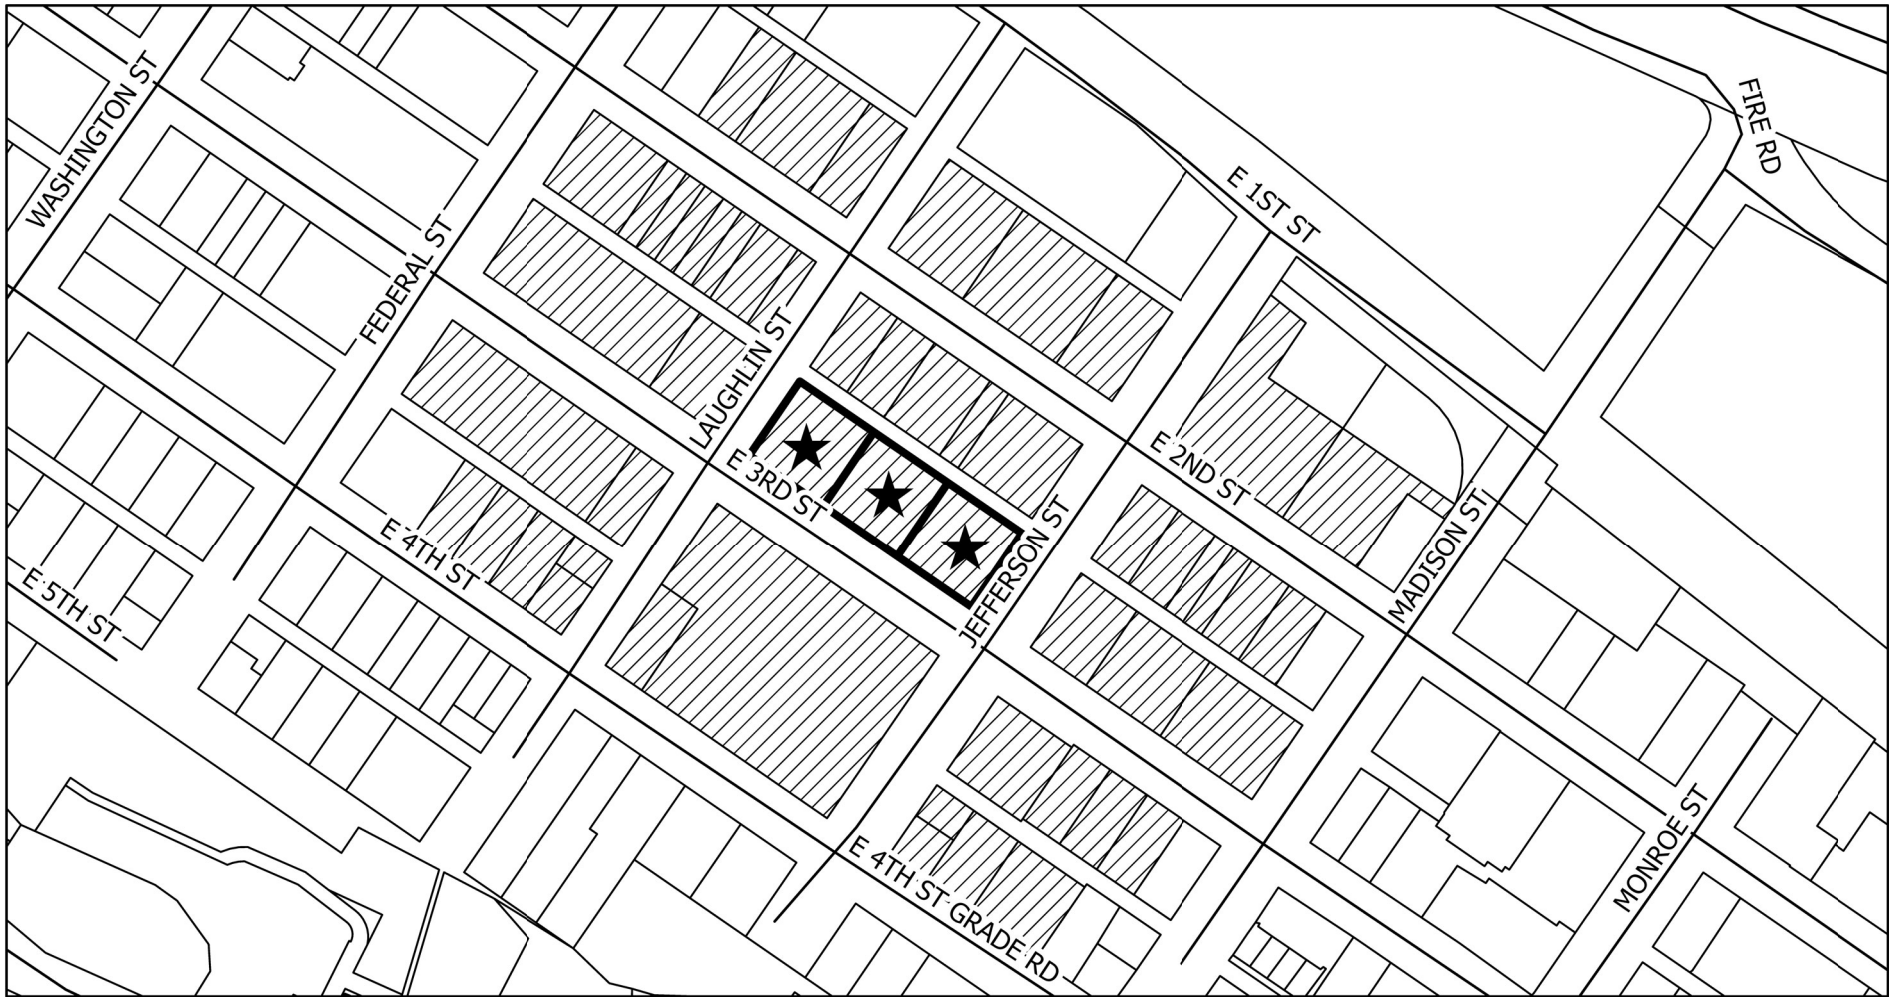 WASHINGTON ST
FIRE RD
E 1ST ST
FEDERAL ST
LAUGHLIN ST
E 3RD ST
E 2ND ST
JEFFERSON ST
MADISON ST
E 4TH ST
E 5TH ST
MONROE ST
E 4TH ST GRADE RD